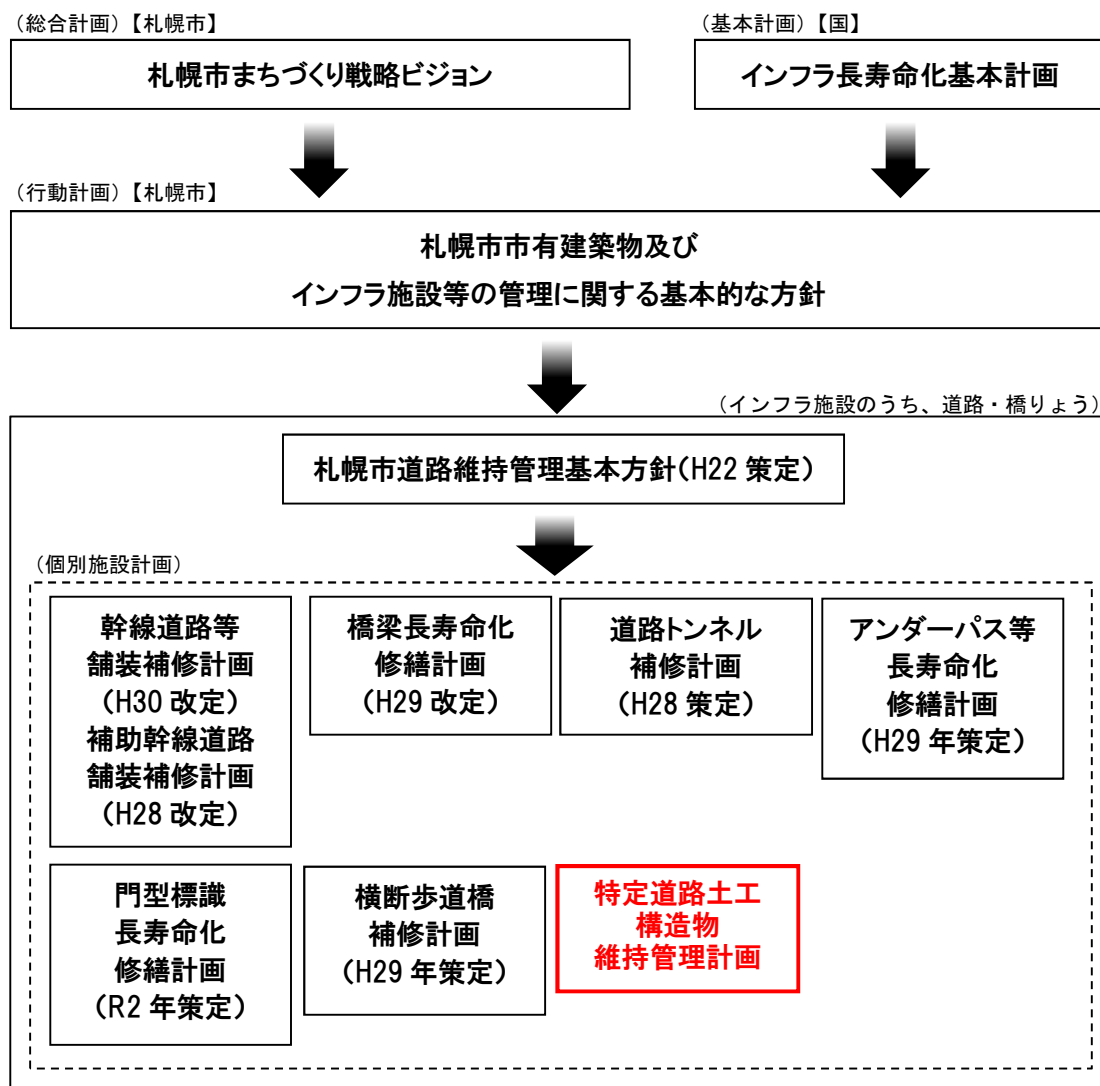 (総合計画)【札幌市】
札幌市まちづくり戦略ビジョン
(基本計画)【国】
インフラ長寿命化基本計画
(行動計画)【札幌市】
札幌市市有建築物及び
インフラ施設等の管理に関する基本的な方針
(インフラ施設のうち、道路・橋りょう)
札幌市道路維持管理基本方針(H22 策定)
(個別施設計画)
幹線道路等
舗装補修計画
(H30 改定)
補助幹線道路
舗装補修計画
(H28 改定)
橋梁長寿命化
修繕計画
(H29 改定)
道路トンネル
補修計画
(H28 策定)
アンダーパス等
長寿命化
修繕計画
(H29 年策定)
門型標識
長寿命化
修繕計画
(R2 年策定)
横断歩道橋
補修計画
(H29 年策定)
特定道路土工
構造物
維持管理計画